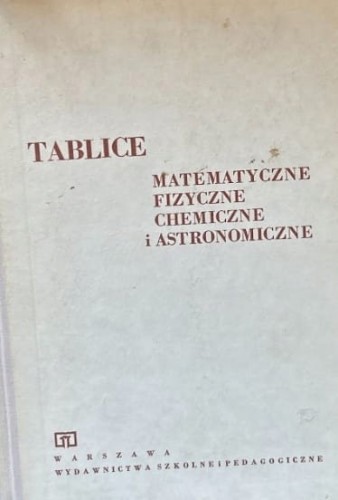 TABLICE
MATEMATYCZNE
FIZYCZNE
CHEMICZNE
i ASTRONOMICZNE
WARSZAWA
WYDAWNICTWA SZKOLNE I PEDAGOGICZNE